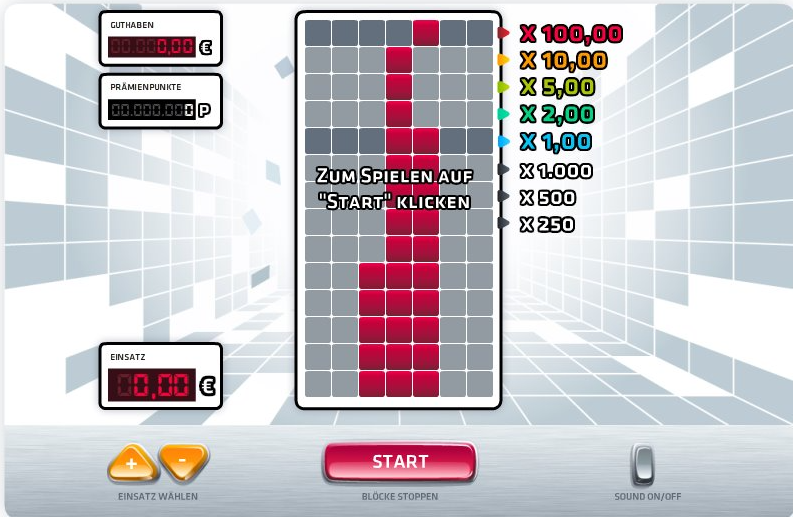 GUTHABEN
0,00 €
PRÄMIENPUNKTE
0 P
X 100,00
X 10,00
X 5,00
X 2,00
X 1,00
X 1.000
X 500
X 250
ZUM SPIELEN AUF
"START" KLICKEN
EINSATZ
0,00 €
+
-
START
EINSATZ WÄHLEN
BLÖCKE STOPPEN
SOUND ON/OFF